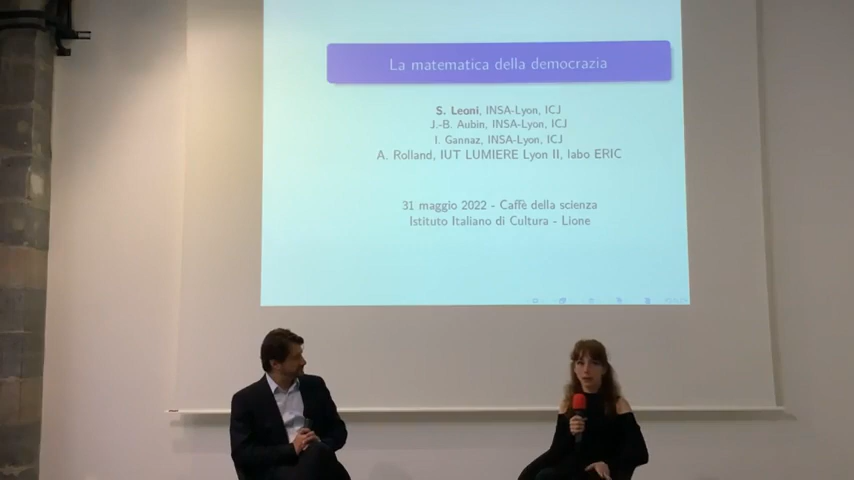 La matematica della democrazia
S. Leoni, INSA-Lyon, ICJ
J.-B. Aubin, INSA-Lyon, ICJ
I. Gannaz, INSA-Lyon, ICJ
A. Rolland, IUT LUMIERE Lyon II, labo ERIC
31 maggio 2022 - Caffè della scienza
Istituto Italiano di Cultura - Lione